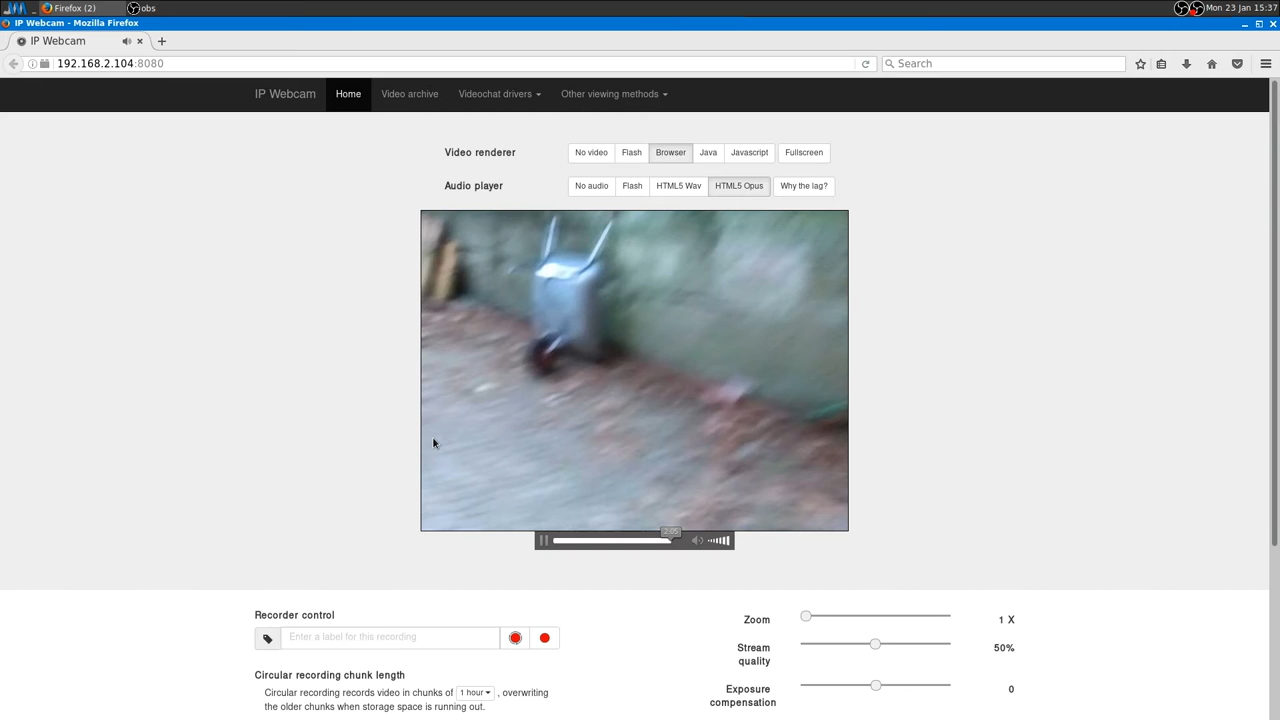 Firefox (2)
obs
Mon 23 Jan 15:37
IP Webcam - Mozilla Firefox
IP Webcam
192.168.2.104:8080
Search
IP Webcam
Home
Video archive
Videochat drivers
Other viewing methods
Video renderer
No video
Flash
Browser
Java
Javascript
Fullscreen
Audio player
No audio
Flash
HTML5 Wav
HTML5 Opus
Why the lag?
2:05
Recorder control
Enter a label for this recording
Circular recording chunk length
Circular recording records video in chunks of 1 hour , overwriting
the older chunks when storage space is running out.
Zoom
1 X
Stream
quality
50%
Exposure
compensation
0